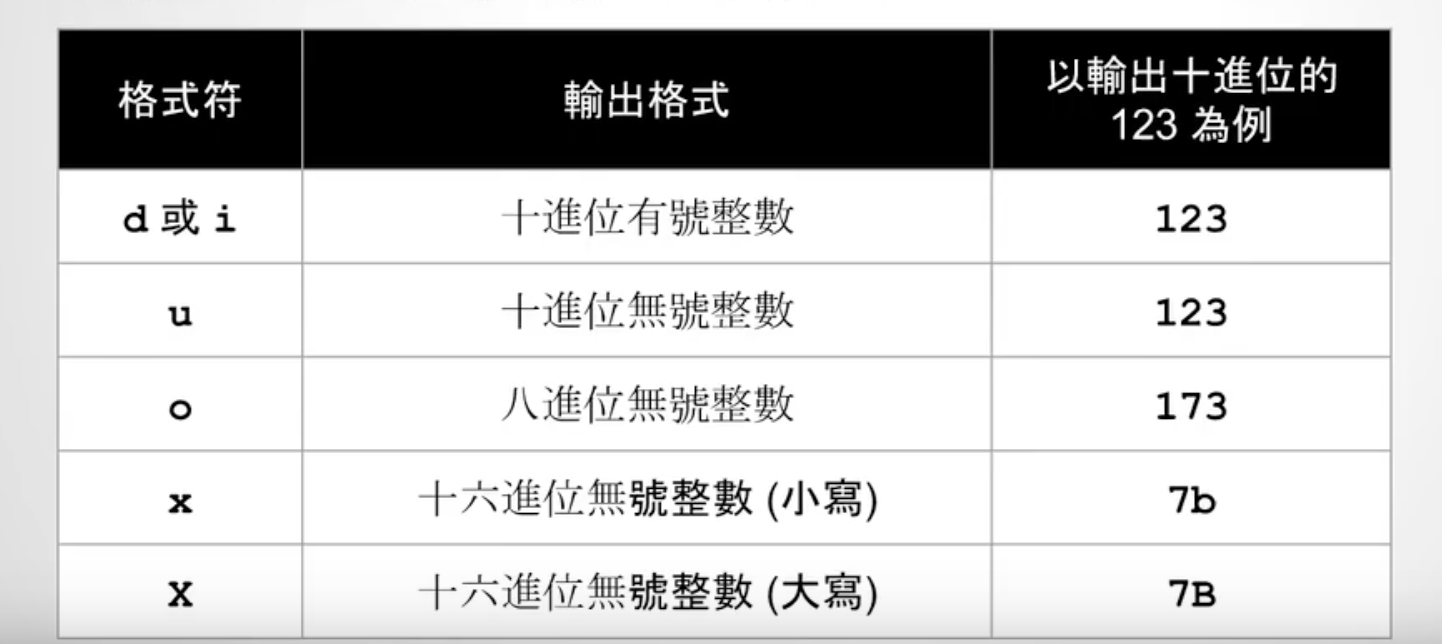 格式符 輸出格式 以輸出十進位的
123 為例
d 或 i 十進位有號整數 123
u 十進位無號整數 123
o 八進位無號整數 173
x 十六進位無號整數 (小寫) 7b
X 十六進位無號整數 (大寫) 7B